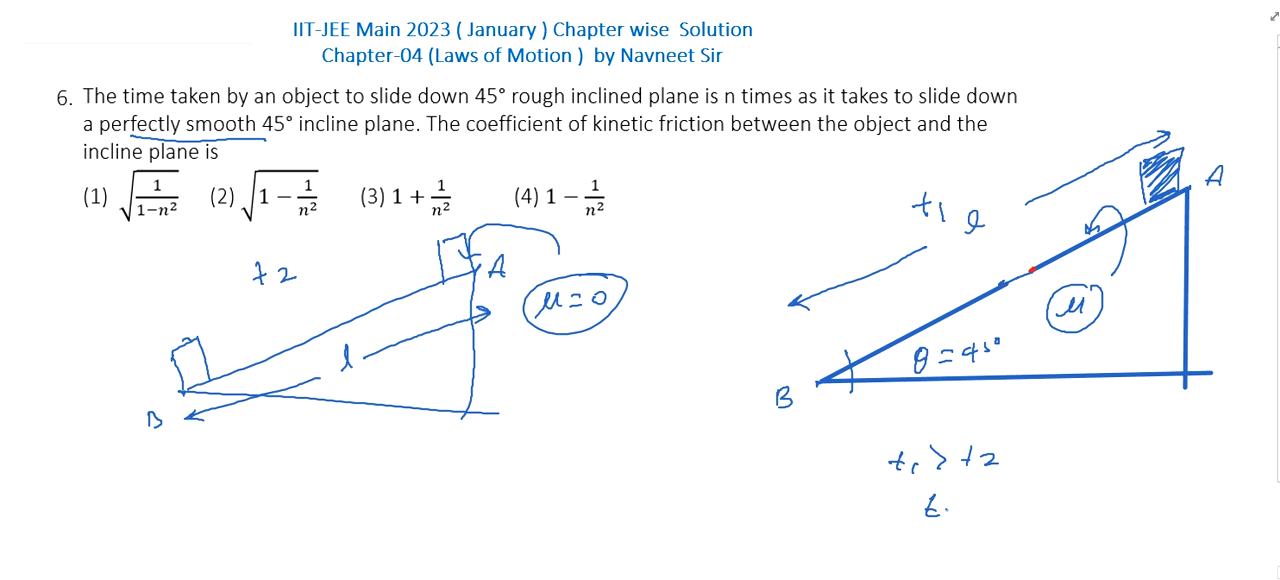 IIT-JEE Main 2023 ( January ) Chapter wise Solution
Chapter-04 (Laws of Motion ) by Navneet Sir
6. The time taken by an object to slide down 45° rough inclined plane is n times as it takes to slide down
a perfectly smooth 45° incline plane. The coefficient of kinetic friction between the object and the
incline plane is
(1) √(1/(1−n²)) (2) √(1 − 1/n²) (3) 1 + 1/n² (4) 1 − 1/n²
t2
A
μ = 0
l
B
A
t1 l
μ
θ = 45°
B
t1 > t2
t.